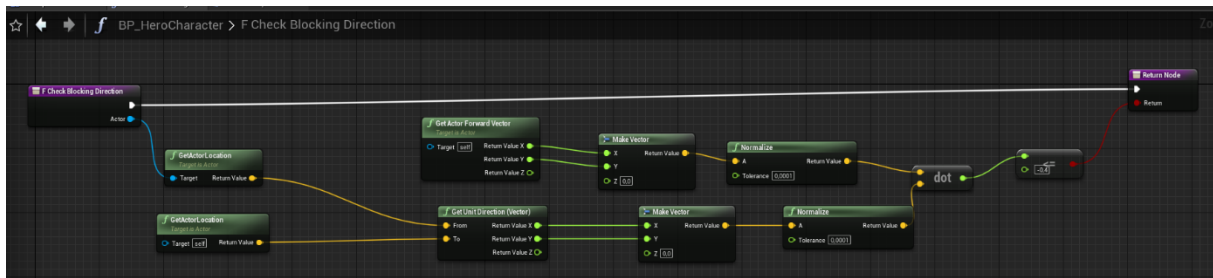 BP_HeroCharacter > F Check Blocking Direction
Zo
F Check Blocking Direction
Actor
GetActorLocation
Target is Actor
Target
Return Value
GetActorLocation
Target is Actor
Target self
Return Value
Get Actor Forward Vector
Target is Actor
Target self
Return Value X
Return Value Y
Return Value Z
Get Unit Direction (Vector)
From
Return Value X
To
Return Value Y
Return Value Z
Make Vector
X
Return Value
Y
Z 0,0
Make Vector
X
Return Value
Y
Z 0,0
Normalize
A
Return Value
Tolerance 0,0001
Normalize
A
Return Value
Tolerance 0,0001
dot
<=
-0,4
Return Node
Return